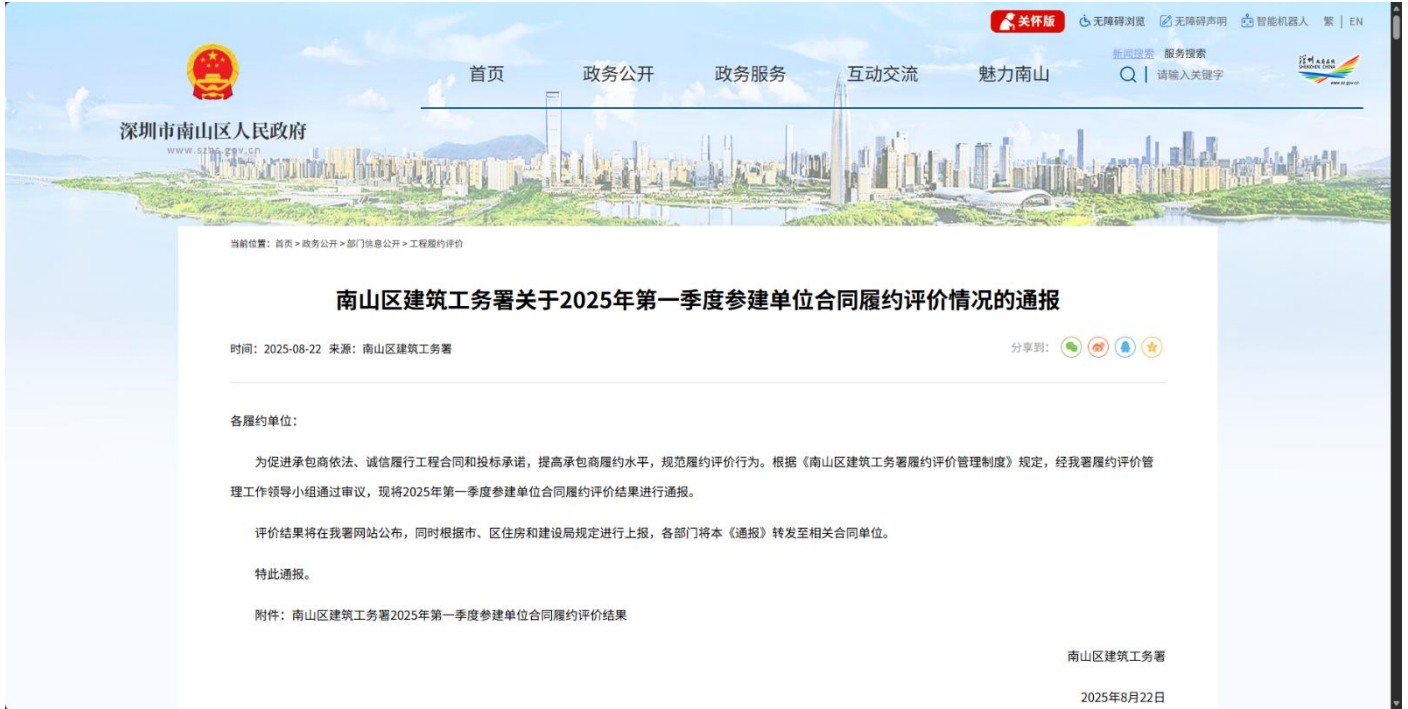 关怀版 无障碍浏览 无障碍声明 智能机器人 繁 | EN
新闻搜索 服务搜索
首页 政务公开 政务服务 互动交流 魅力南山 请输入关键字
深圳市南山区人民政府
www.szns.gov.cn
当前位置：首页 > 政务公开 > 部门信息公开 > 工程履约评价
南山区建筑工务署关于2025年第一季度参建单位合同履约评价情况的通报
时间：2025-08-22 来源：南山区建筑工务署 分享到：
各履约单位：
为促进承包商依法、诚信履行工程合同和投标承诺，提高承包商履约水平，规范履约评价行为。根据《南山区建筑工务署履约评价管理制度》规定，经我署履约评价管
理工作领导小组通过审议，现将2025年第一季度参建单位合同履约评价结果进行通报。
评价结果将在我署网站公布，同时根据市、区住房和建设局规定进行上报，各部门将本《通报》转发至相关合同单位。
特此通报。
附件：南山区建筑工务署2025年第一季度参建单位合同履约评价结果
南山区建筑工务署
2025年8月22日